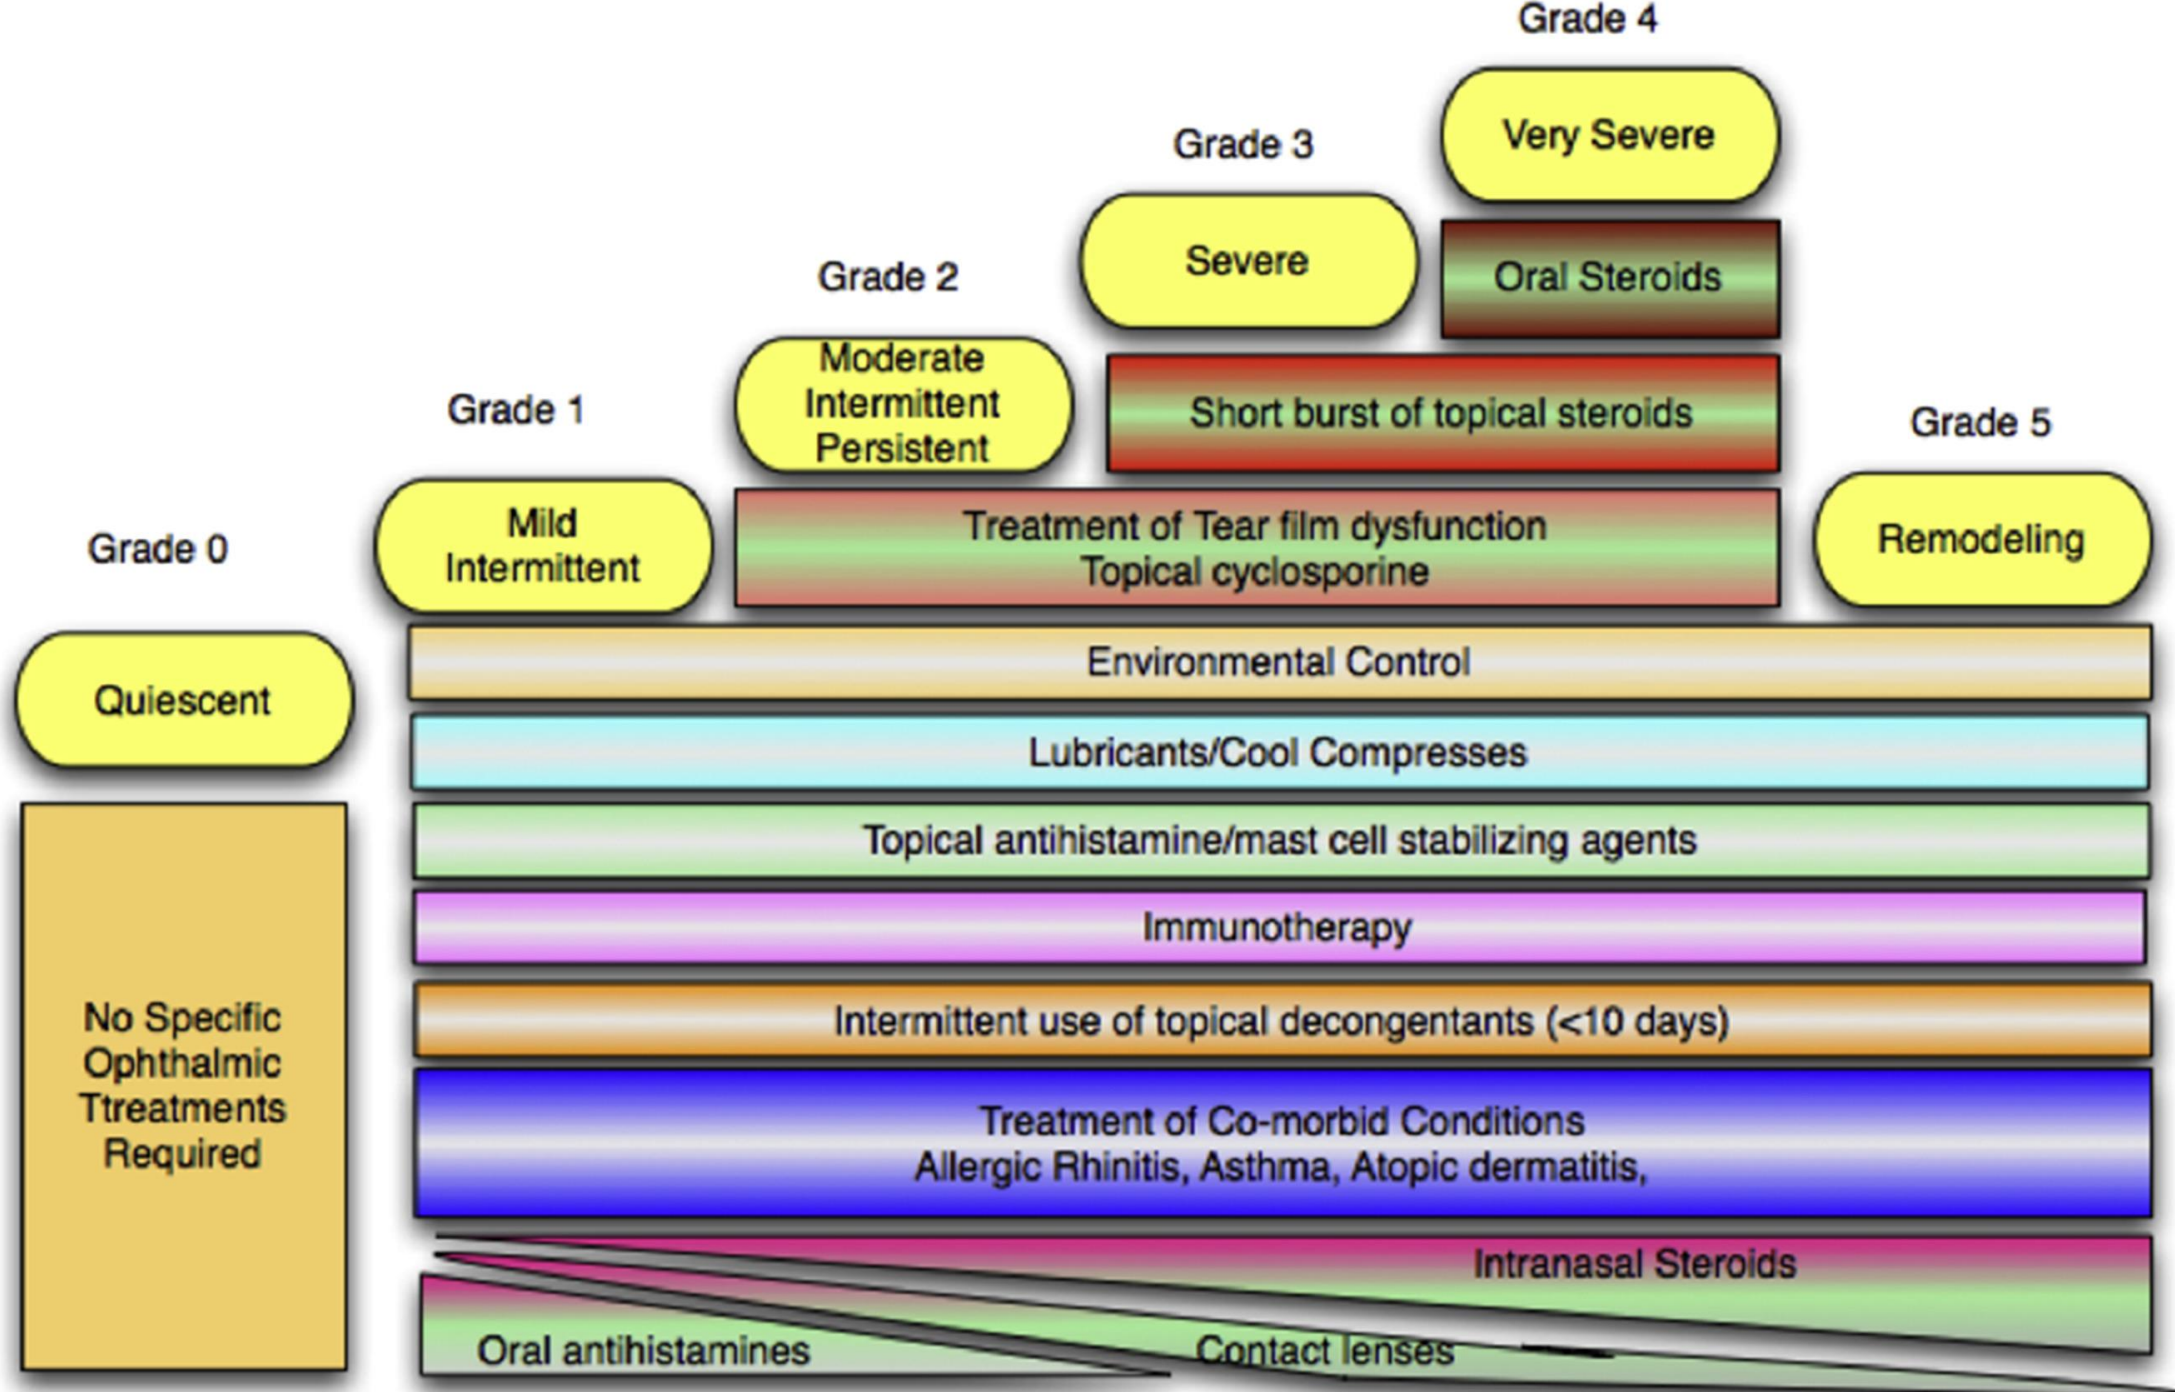 Grade 4
Very Severe
Grade 3
Severe
Oral Steroids
Grade 2
Moderate
Intermittent
Persistent
Short burst of topical steroids
Grade 1
Mild
Intermittent
Treatment of Tear film dysfunction
Topical cyclosporine
Grade 5
Remodeling
Grade 0
Quiescent
Environmental Control
Lubricants/Cool Compresses
Topical antihistamine/mast cell stabilizing agents
Immunotherapy
Intermittent use of topical decongentants (<10 days)
No Specific
Ophthalmic
Ttreatments
Required
Treatment of Co-morbid Conditions
Allergic Rhinitis, Asthma, Atopic dermatitis,
Intranasal Steroids
Oral antihistamines
Contact lenses